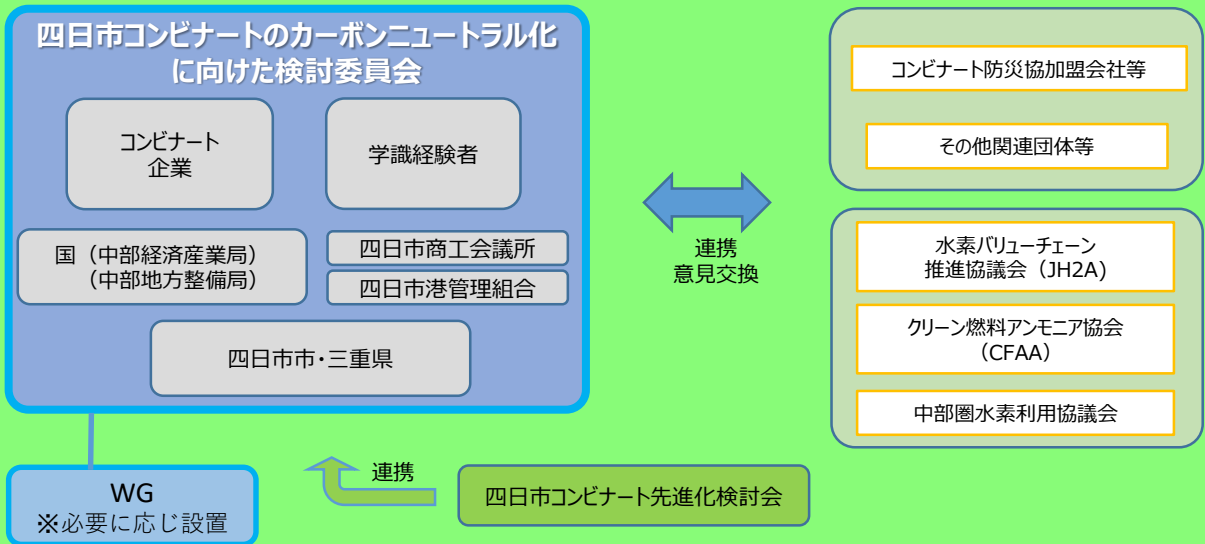 四日市コンビナートのカーボンニュートラル化
に向けた検討委員会
コンビナート
企業
学識経験者
国（中部経済産業局）
（中部地方整備局）
四日市商工会議所
四日市港管理組合
四日市市・三重県
WG
※必要に応じ設置
連携
四日市コンビナート先進化検討会
連携
意見交換
コンビナート防災協加盟会社等
その他関連団体等
水素バリューチェーン
推進協議会（JH2A)
クリーン燃料アンモニア協会
（CFAA）
中部圏水素利用協議会